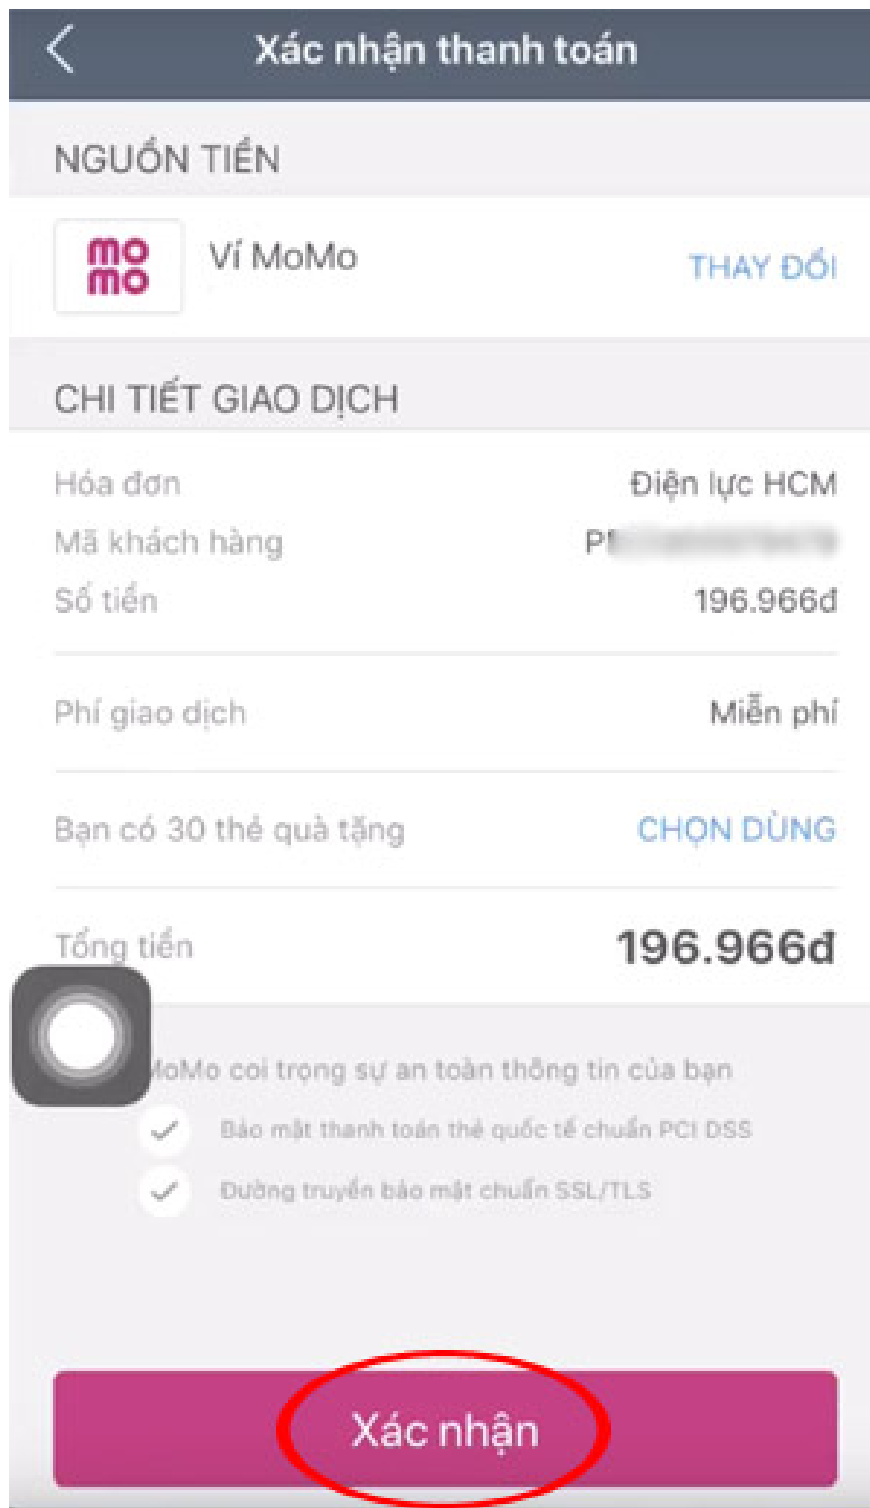 Xác nhận thanh toán
NGUỒN TIỀN
mo
mo
Ví MoMo
THAY ĐỔI
CHI TIẾT GIAO DỊCH
Hóa đơn Điện lực HCM
Mã khách hàng
Số tiền 196.966đ
Phí giao dịch Miễn phí
Bạn có 30 thẻ quà tặng CHỌN DÙNG
Tổng tiền 196.966đ
MoMo coi trọng sự an toàn thông tin của bạn
Bảo mật thanh toán thẻ quốc tế chuẩn PCI DSS
Đường truyền bảo mật chuẩn SSL/TLS
Xác nhận